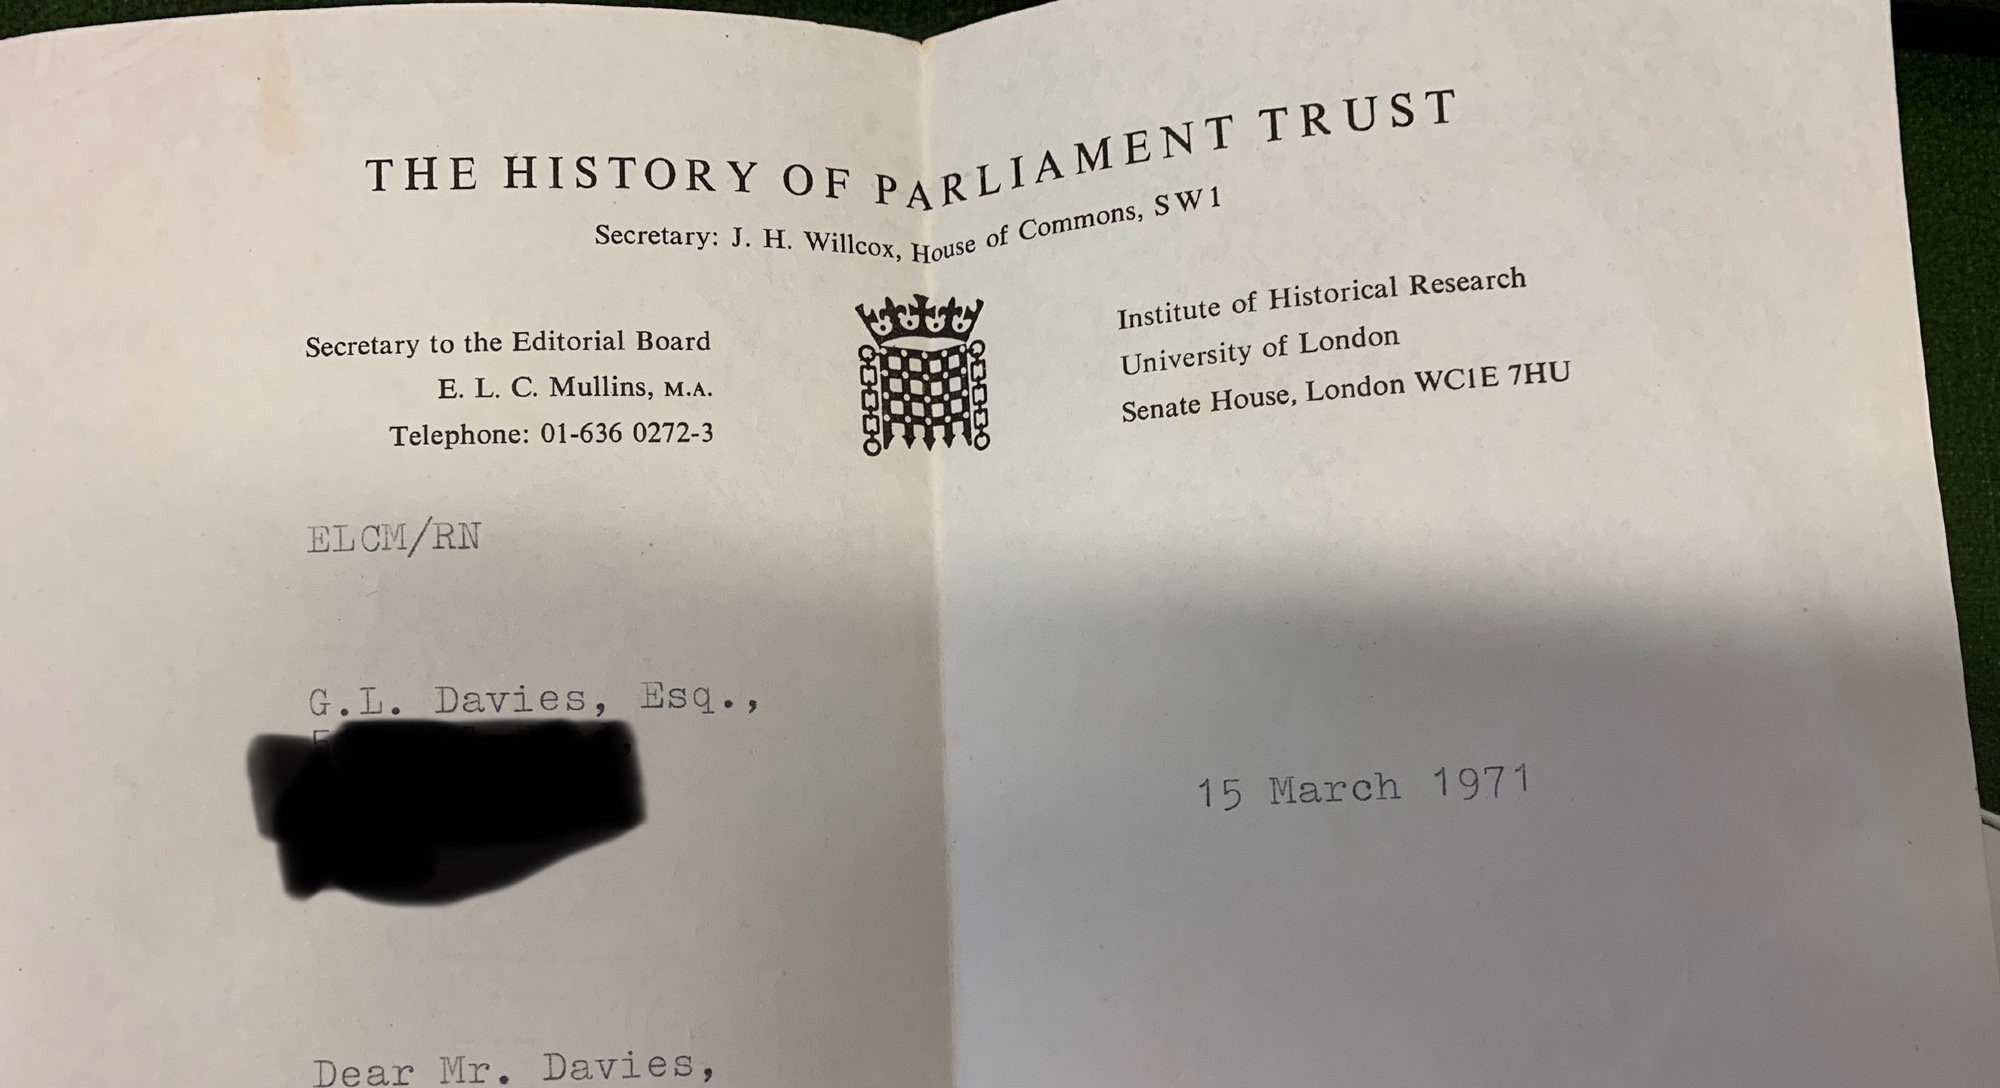 THE HISTORY OF PARLIAMENT TRUST
Secretary: J. H. Willcox, House of Commons, SW1
Secretary to the Editorial Board
E. L. C. Mullins, M.A.
Telephone: 01-636 0272-3
Institute of Historical Research
University of London
Senate House, London WC1E 7HU
ELCM/RN
G.L. Davies, Esq.,
15 March 1971
Dear Mr. Davies,